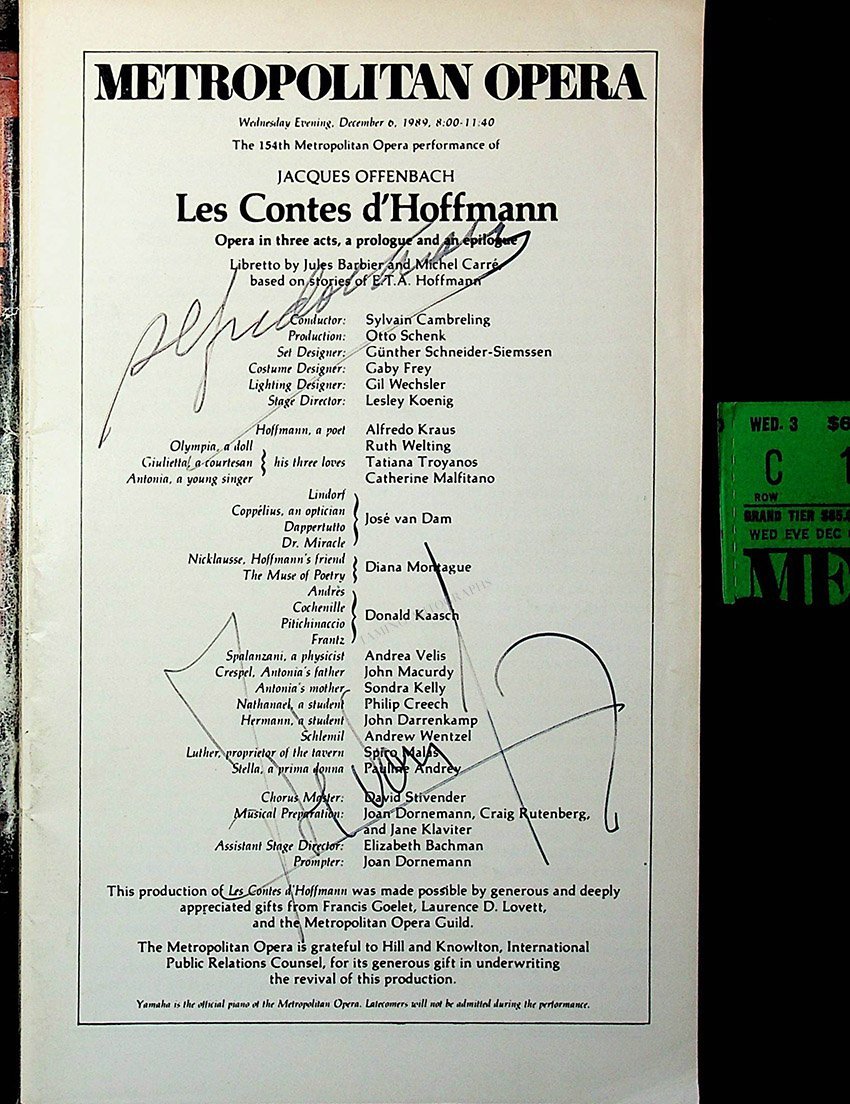 METROPOLITAN OPERA
Wednesday Evening, December 6, 1989, 8:00-11:40
The 154th Metropolitan Opera performance of
JACQUES OFFENBACH
Les Contes d'Hoffmann
Opera in three acts, a prologue and an epilogue
Libretto by Jules Barbier and Michel Carré,
based on stories of E.T.A. Hoffmann
Conductor: Sylvain Cambreling
Production: Otto Schenk
Set Designer: Günther Schneider-Siemssen
Costume Designer: Gaby Frey
Lighting Designer: Gil Wechsler
Stage Director: Lesley Koenig
Hoffmann, a poet Alfredo Kraus
Olympia, a doll Ruth Welting
Giulietta, a courtesan his three loves Tatiana Troyanos
Antonia, a young singer Catherine Malfitano
Lindorf
Coppélius, an optician
José van Dam
Dappertutto
Dr. Miracle
Nicklausse, Hoffmann's friend
Diana Montague
The Muse of Poetry
Andrès
Cochenille
Donald Kaasch
Pitichinaccio
Frantz
Spalanzani, a physicist Andrea Velis
Crespel, Antonia's father John Macurdy
Antonia's mother Sondra Kelly
Nathanael, a student Philip Creech
Hermann, a student John Darrenkamp
Schlemil Andrew Wentzel
Luther, proprietor of the tavern Spiro Malas
Stella, a prima donna Pauline Andrey
Chorus Master: David Stivender
Musical Preparation: Joan Dornemann, Craig Rutenberg,
and Jane Klaviter
Assistant Stage Director: Elizabeth Bachman
Prompter: Joan Dornemann
This production of Les Contes d'Hoffmann was made possible by generous and deeply
appreciated gifts from Francis Goelet, Laurence D. Lovett,
and the Metropolitan Opera Guild.
The Metropolitan Opera is grateful to Hill and Knowlton, International
Public Relations Counsel, for its generous gift in underwriting
the revival of this production.
Yamaha is the official piano of the Metropolitan Opera. Latecomers will not be admitted during the performance.
WED. 3 $6
C 1
ROW
GRAND TIER
WED EVE DEC
ME